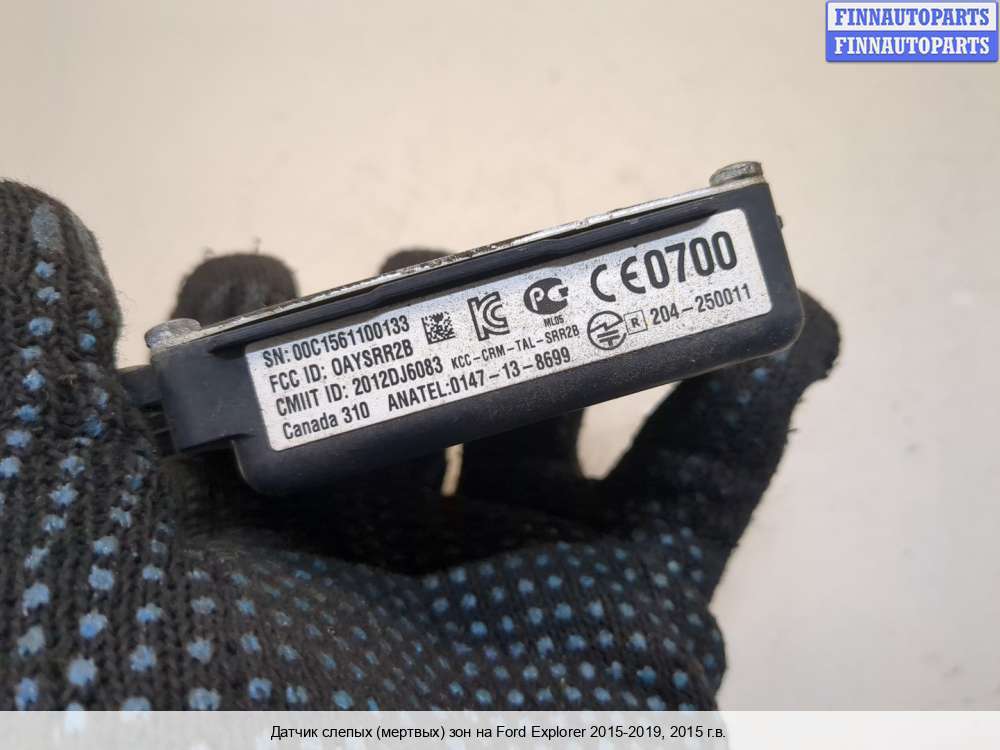 FINNAUTOPARTS
FINNAUTOPARTS
SN: 00C1561100133
FCC ID: OAYSRR2B
CMIIT ID: 2012DJ6083
Canada 310 ANATEL:0147-13-8699
KCC-CRM-TAL-SRR2B
МЛ05
CE0700
R 204-250011
Датчик слепых (мертвых) зон на Ford Explorer 2015-2019, 2015 г.в.